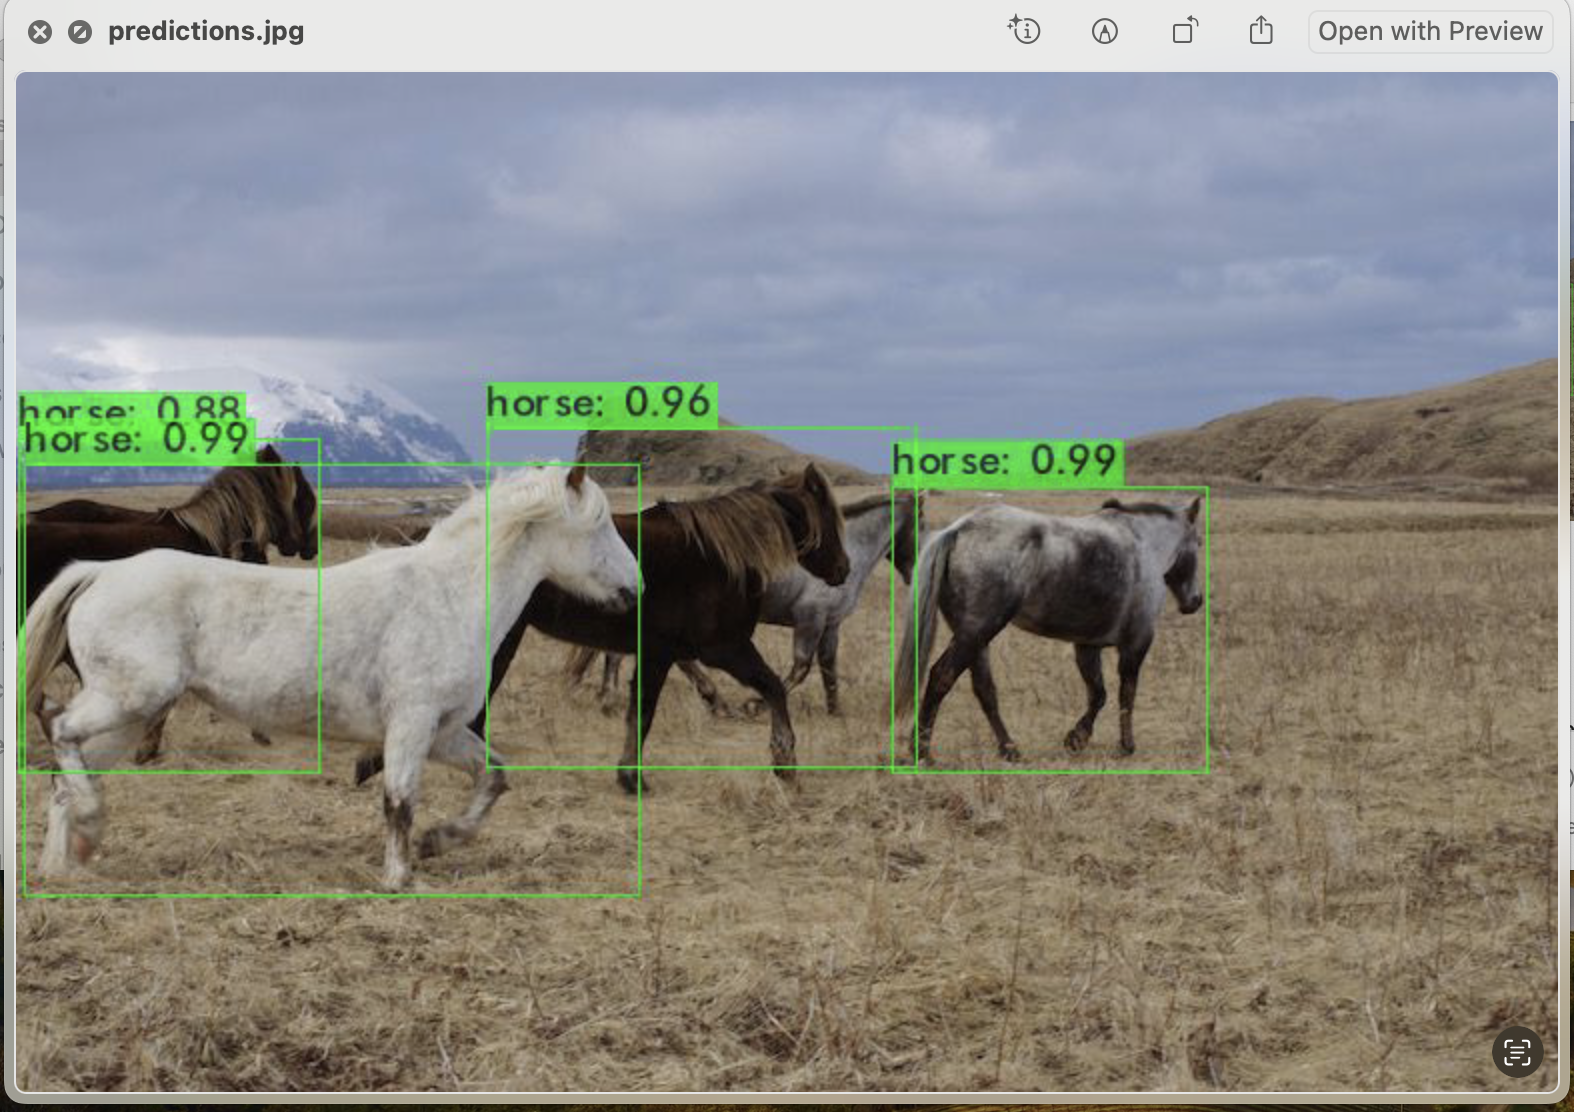 predictions.jpg
Open with Preview
horse: 0.96
horse: 0.88
horse: 0.99
horse: 0.99